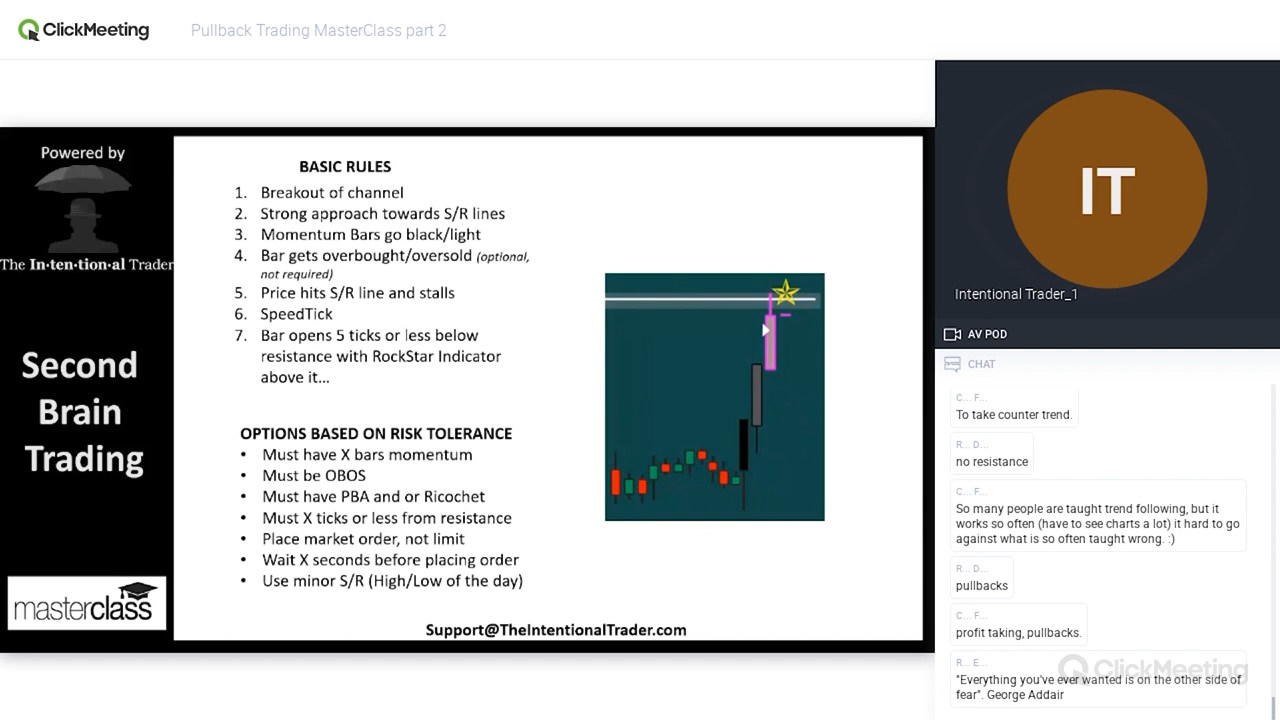 ClickMeeting
Pullback Trading MasterClass part 2
Powered by
The In·ten·tion·al Trader
Second
Brain
Trading
masterclass
BASIC RULES
1. Breakout of channel
2. Strong approach towards S/R lines
3. Momentum Bars go black/light
4. Bar gets overbought/oversold (optional,
not required)
5. Price hits S/R line and stalls
6. SpeedTick
7. Bar opens 5 ticks or less below
resistance with RockStar Indicator
above it...
OPTIONS BASED ON RISK TOLERANCE
• Must have X bars momentum
• Must be OBOS
• Must have PBA and or Ricochet
• Must X ticks or less from resistance
• Place market order, not limit
• Wait X seconds before placing order
• Use minor S/R (High/Low of the day)
Support@TheIntentionalTrader.com
IT
Intentional Trader_1
AV POD
CHAT
C... F...
To take counter trend.
R... D...
no resistance
C... F...
So many people are taught trend following, but it
works so often (have to see charts a lot) it hard to go
against what is so often taught wrong. :)
R... D...
pullbacks
C... F...
profit taking, pullbacks.
R... E...
"Everything you've ever wanted is on the other side of
fear". George Addair
ClickMeeting